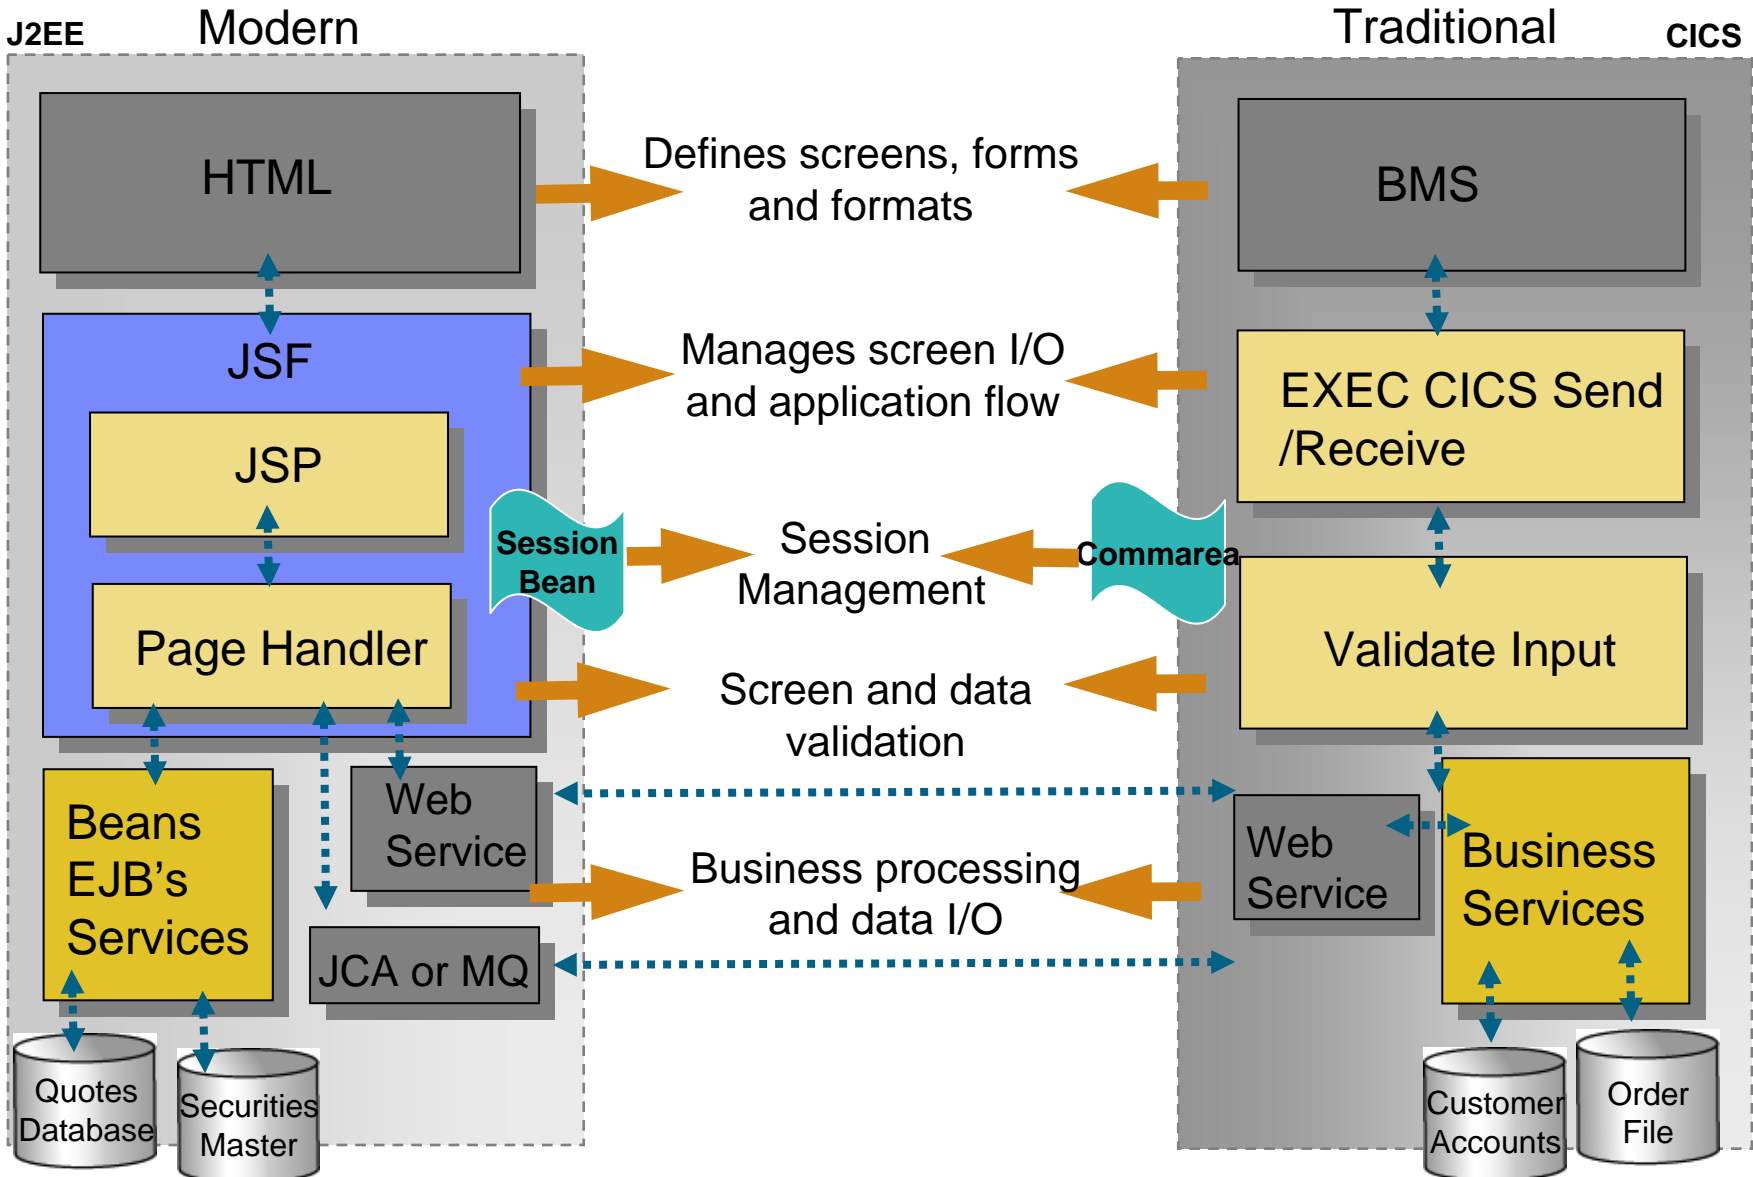 J2EE
Modern
Traditional
CICS
HTML
Defines screens, forms
and formats
BMS
JSF
Manages screen I/O
and application flow
EXEC CICS Send
/Receive
JSP
Session
Bean
Session
Management
Commarea
Page Handler
Screen and data
validation
Validate Input
Beans
EJB's
Services
Web
Service
Business processing
and data I/O
Web
Service
Business
Services
JCA or MQ
Quotes
Database
Securities
Master
Customer
Accounts
Order
File